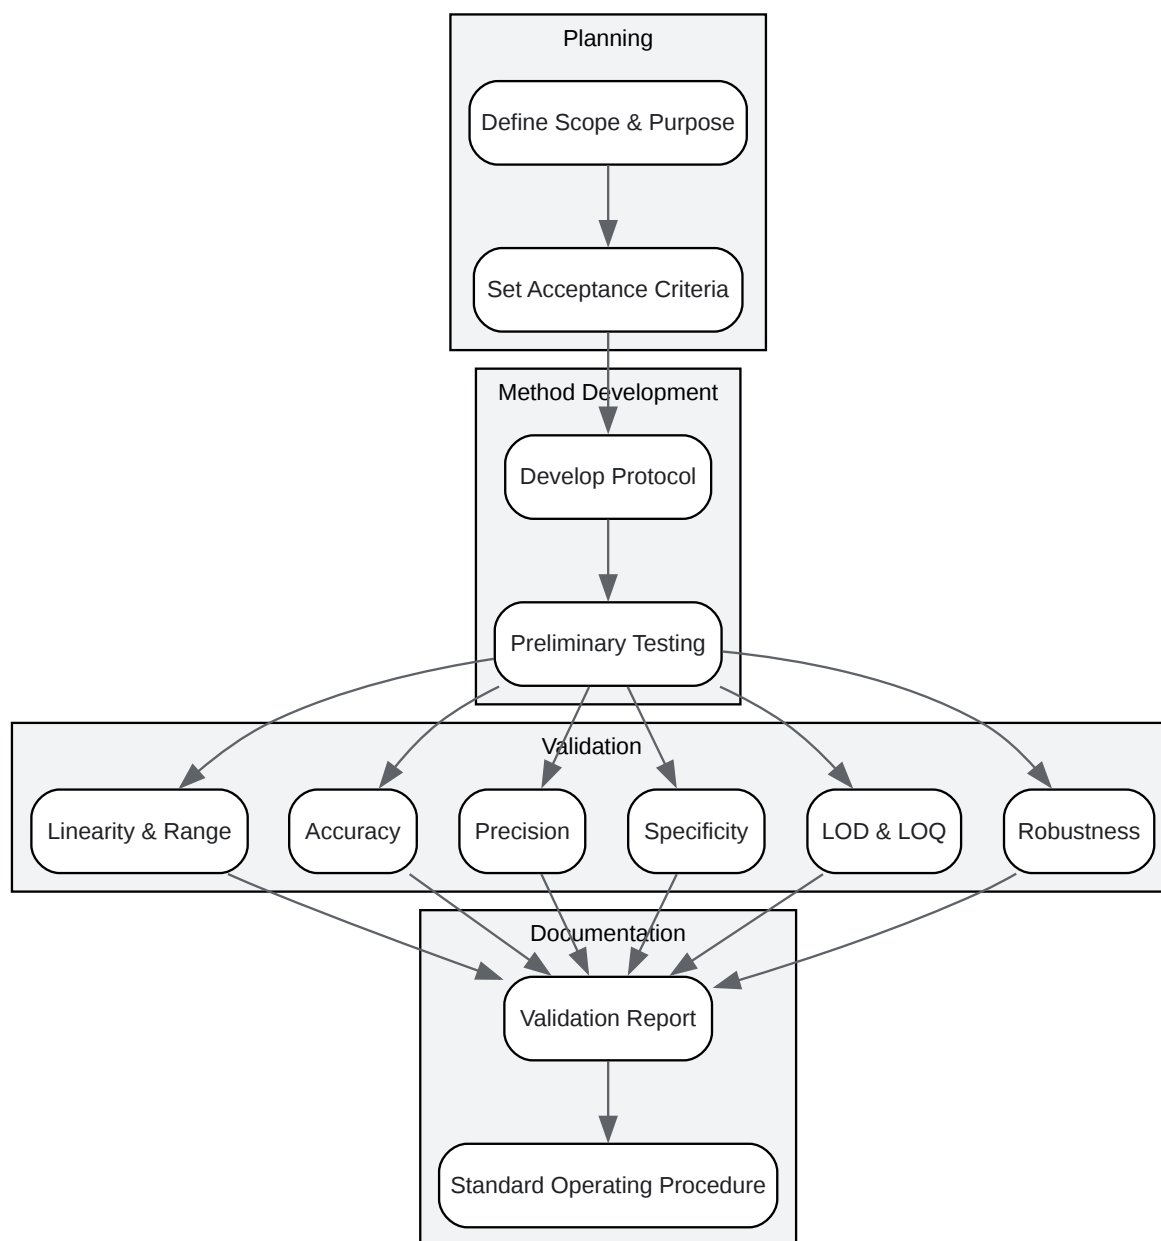 Planning
Define Scope & Purpose
Set Acceptance Criteria
Method Development
Develop Protocol
Preliminary Testing
Validation
Linearity & Range
Accuracy
Precision
Specificity
LOD & LOQ
Robustness
Documentation
Validation Report
Standard Operating Procedure